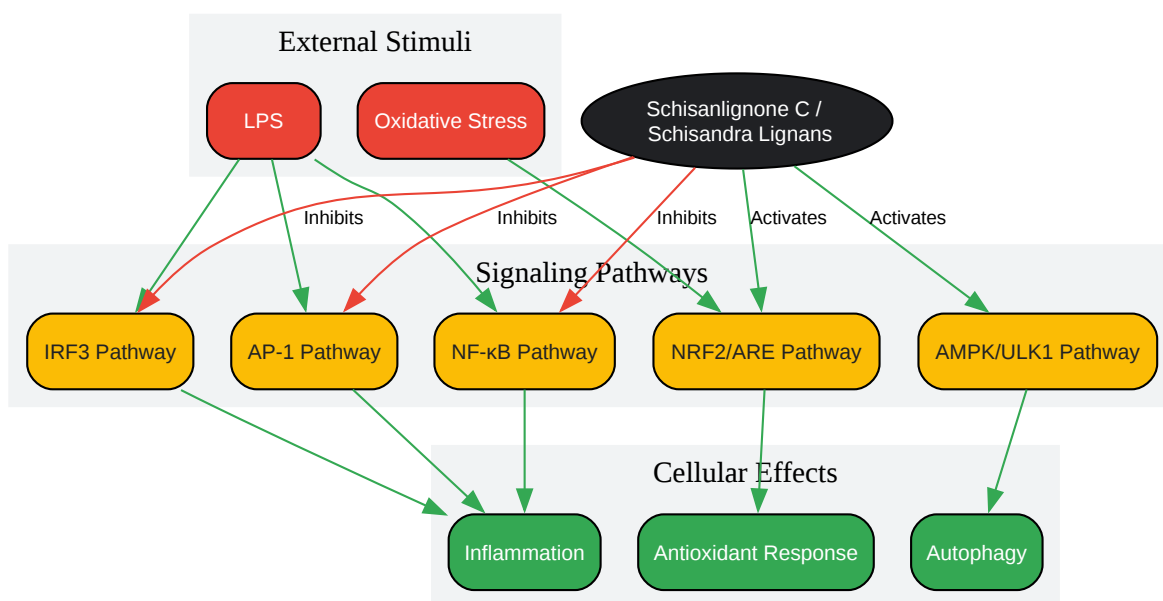 External Stimuli
LPS
Oxidative Stress
Schisanlignone C /
Schisandra Lignans
Inhibits
Inhibits
Inhibits
Activates
Activates
Signaling Pathways
IRF3 Pathway
AP-1 Pathway
NF-κB Pathway
NRF2/ARE Pathway
AMPK/ULK1 Pathway
Cellular Effects
Inflammation
Antioxidant Response
Autophagy